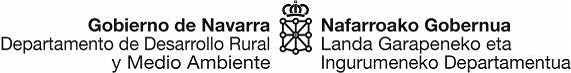 Gobierno de Navarra
Departamento de Desarrollo Rural
y Medio Ambiente
Nafarroako Gobernua
Landa Garapeneko eta
Ingurumeneko Departamentua